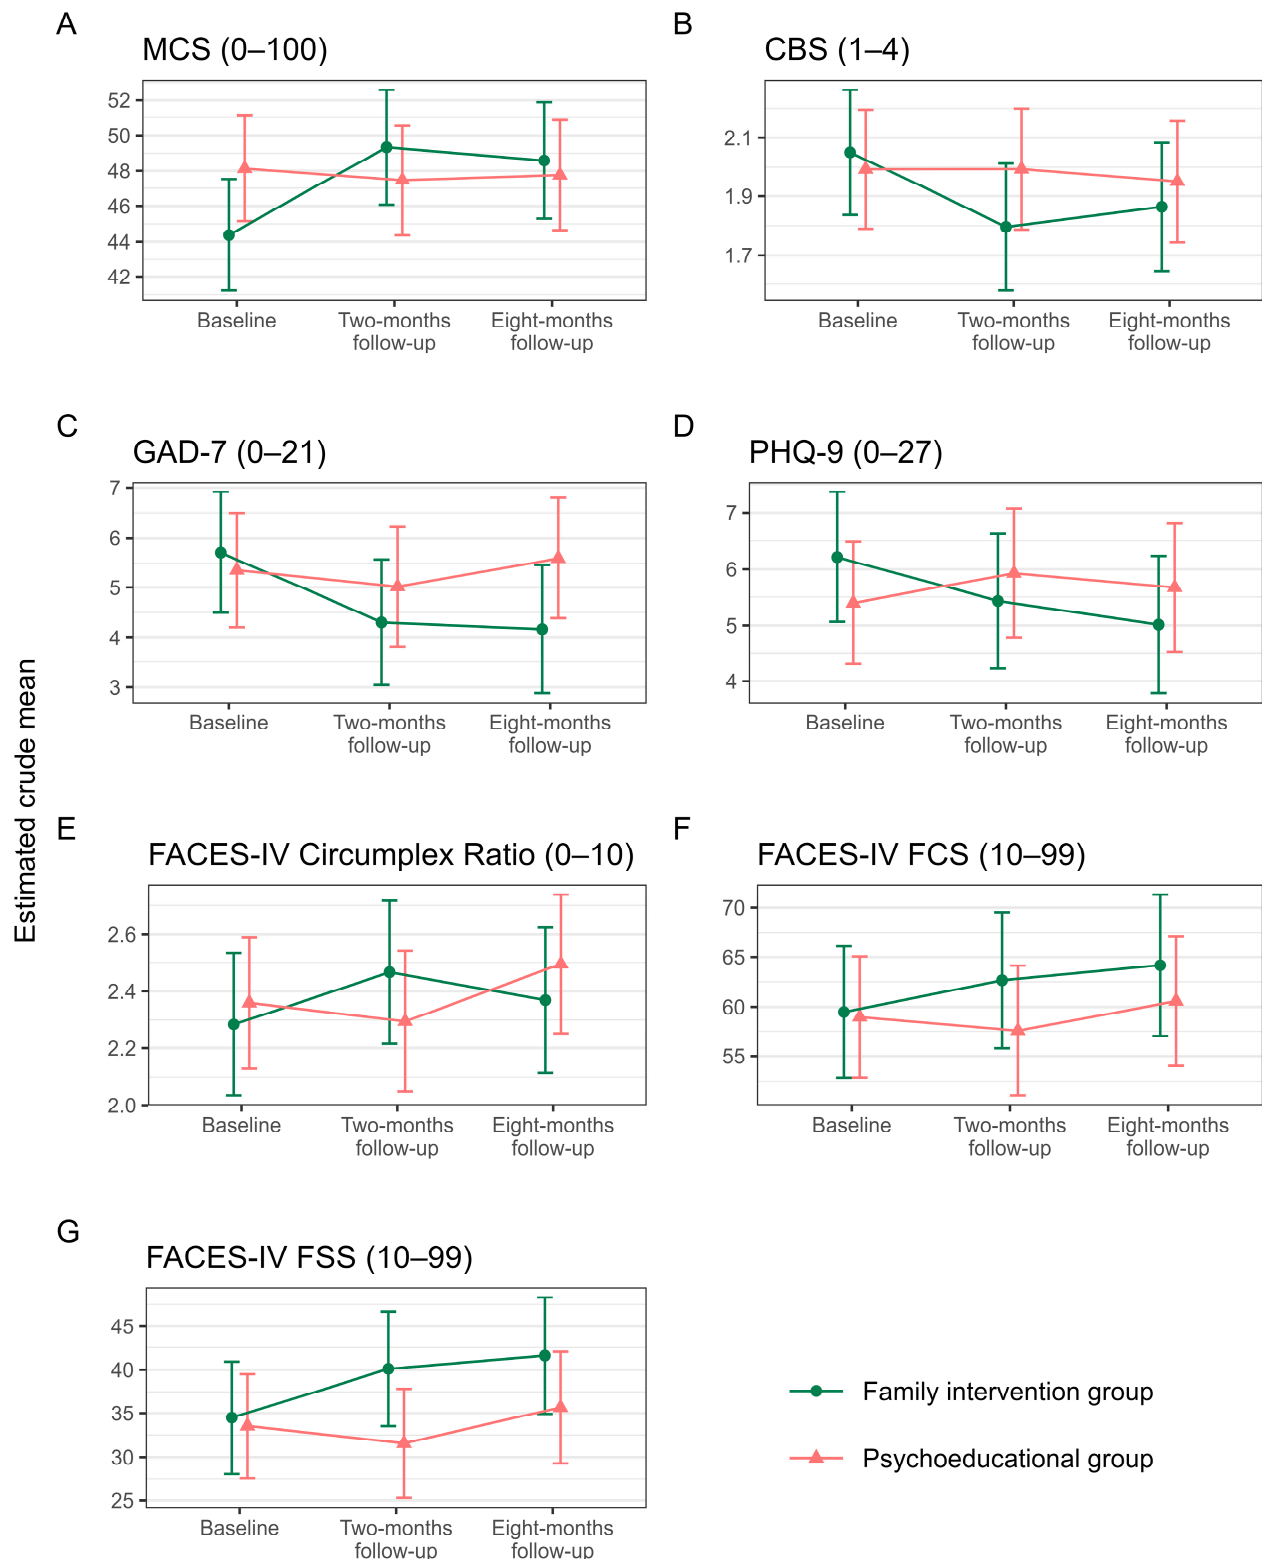 A
MCS (0–100)
52
50
48
46
44
42
Baseline
Two-months
follow-up
Eight-months
follow-up
B
CBS (1–4)
2.1
1.9
1.7
Baseline
Two-months
follow-up
Eight-months
follow-up
C
GAD-7 (0–21)
7
6
5
4
3
Baseline
Two-months
follow-up
Eight-months
follow-up
D
PHQ-9 (0–27)
7
6
5
4
Baseline
Two-months
follow-up
Eight-months
follow-up
Estimated crude mean
E
FACES-IV Circumplex Ratio (0–10)
2.6
2.4
2.2
2.0
Baseline
Two-months
follow-up
Eight-months
follow-up
F
FACES-IV FCS (10–99)
70
65
60
55
Baseline
Two-months
follow-up
Eight-months
follow-up
G
FACES-IV FSS (10–99)
45
40
35
30
25
Baseline
Two-months
follow-up
Eight-months
follow-up
Family intervention group
Psychoeducational group